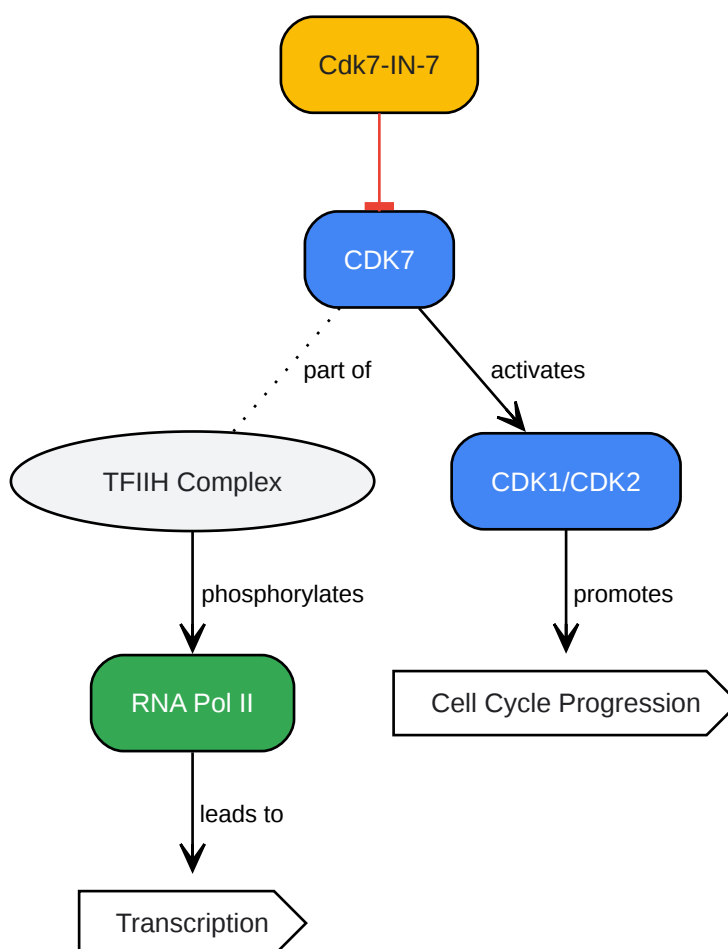 Cdk7-IN-7
CDK7
part of
activates
TFIIH Complex
CDK1/CDK2
phosphorylates
promotes
RNA Pol II
Cell Cycle Progression
leads to
Transcription